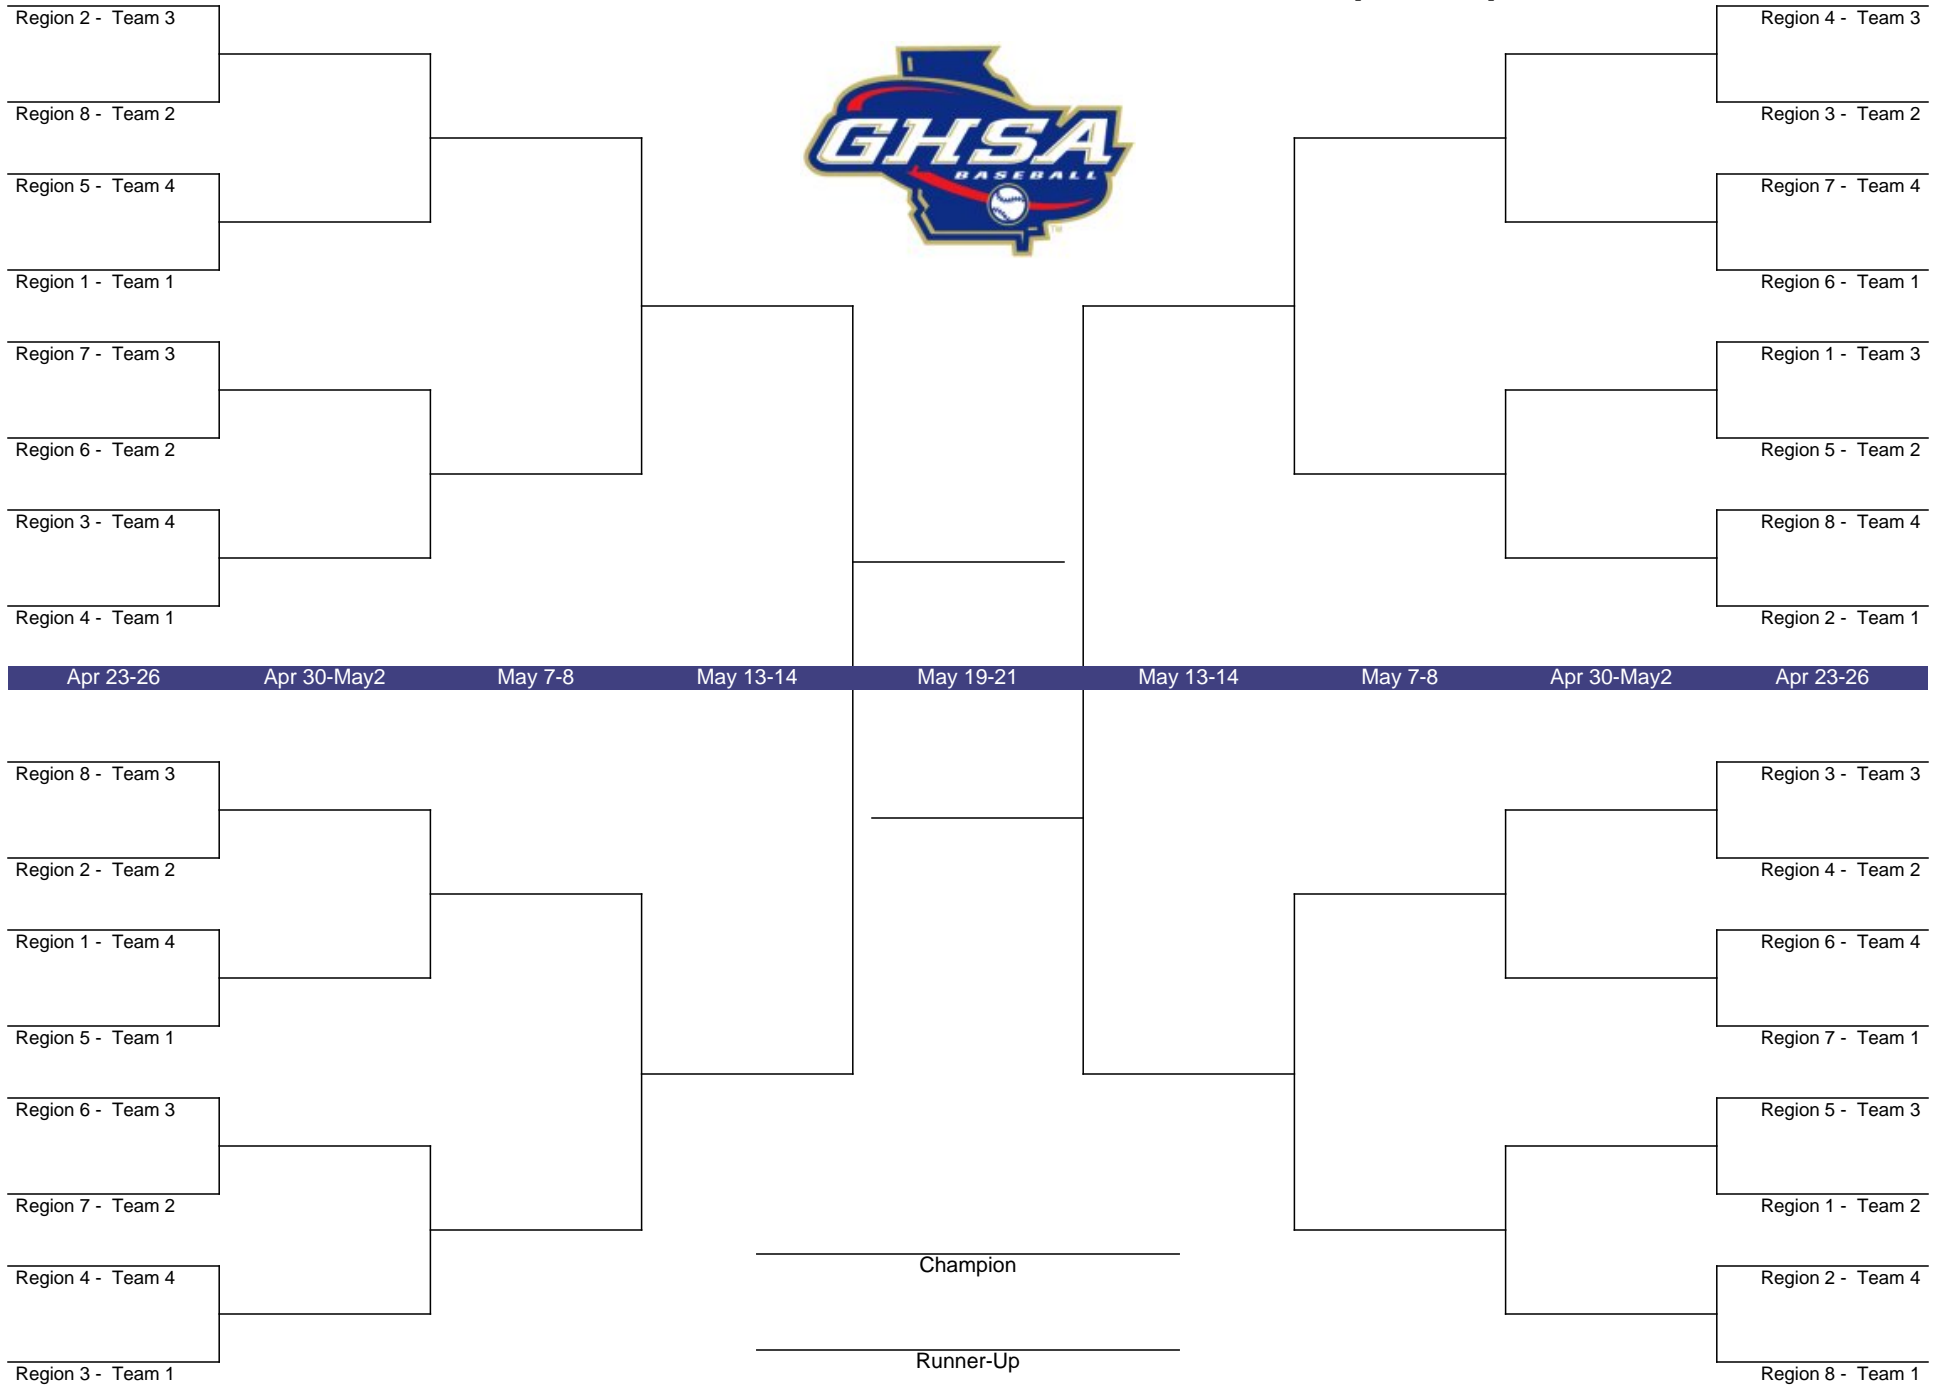 Region 2 - Team 3
Region 4 - Team 3
GHSA
BASEBALL
TM
Region 8 - Team 2
Region 3 - Team 2
Region 5 - Team 4
Region 7 - Team 4
Region 1 - Team 1
Region 6 - Team 1
Region 7 - Team 3
Region 1 - Team 3
Region 6 - Team 2
Region 5 - Team 2
Region 3 - Team 4
Region 8 - Team 4
Region 4 - Team 1
Region 2 - Team 1
Apr 23-26 Apr 30-May2 May 7-8 May 13-14 May 19-21 May 13-14 May 7-8 Apr 30-May2 Apr 23-26
Region 8 - Team 3
Region 3 - Team 3
Region 2 - Team 2
Region 4 - Team 2
Region 1 - Team 4
Region 6 - Team 4
Region 5 - Team 1
Region 7 - Team 1
Region 6 - Team 3
Region 5 - Team 3
Region 7 - Team 2
Region 1 - Team 2
Champion
Region 4 - Team 4
Region 2 - Team 4
Runner-Up
Region 3 - Team 1
Region 8 - Team 1